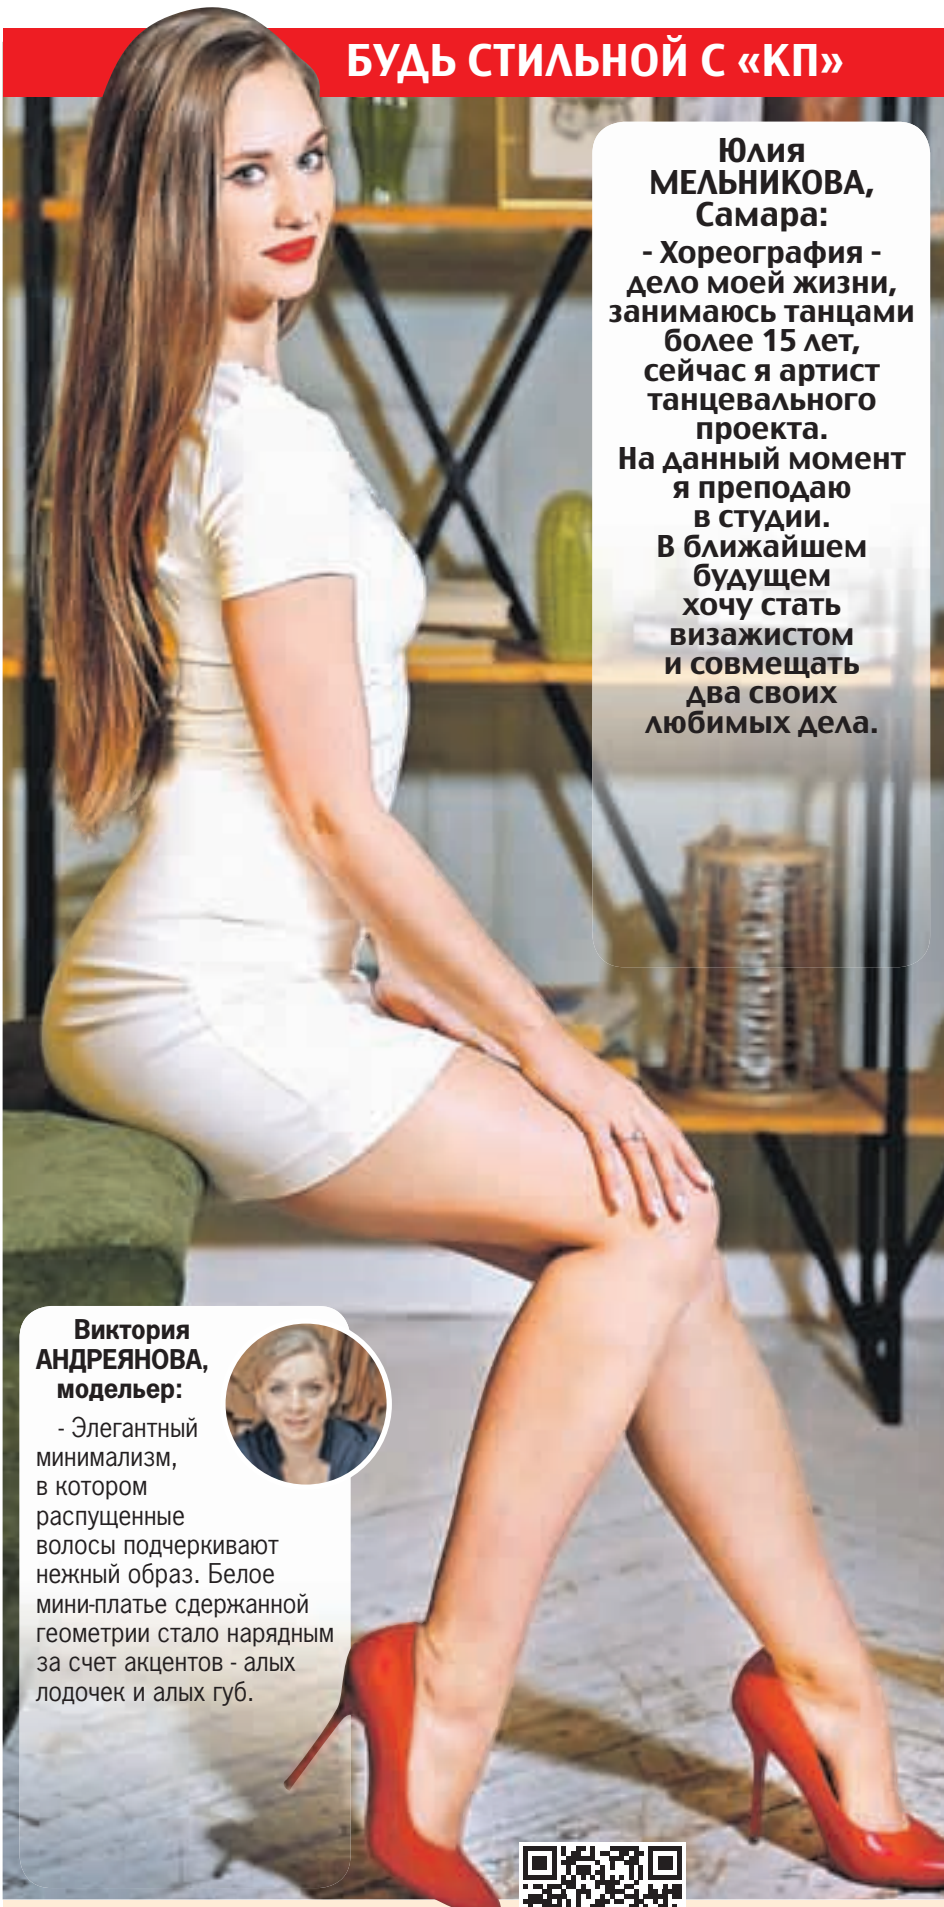 БУДЬ СТИЛЬНОЙ С «КП»
Юлия
МЕЛЬНИКОВА,
Самара:
- Хореография -
дело моей жизни,
занимаюсь танцами
более 15 лет,
сейчас я артист
танцевального
проекта.
На данный момент
я преподаю
в студии.
В ближайшем
будущем
хочу стать
визажистом
и совмещать
два своих
любимых дела.
Виктория
АНДРЕЯНОВА,
модельер:
- Элегантный
минимализм,
в котором
распущенные
волосы подчеркивают
нежный образ. Белое
мини-платье сдержанной
геометрии стало нарядным
за счет акцентов - алых
лодочек и алых губ.